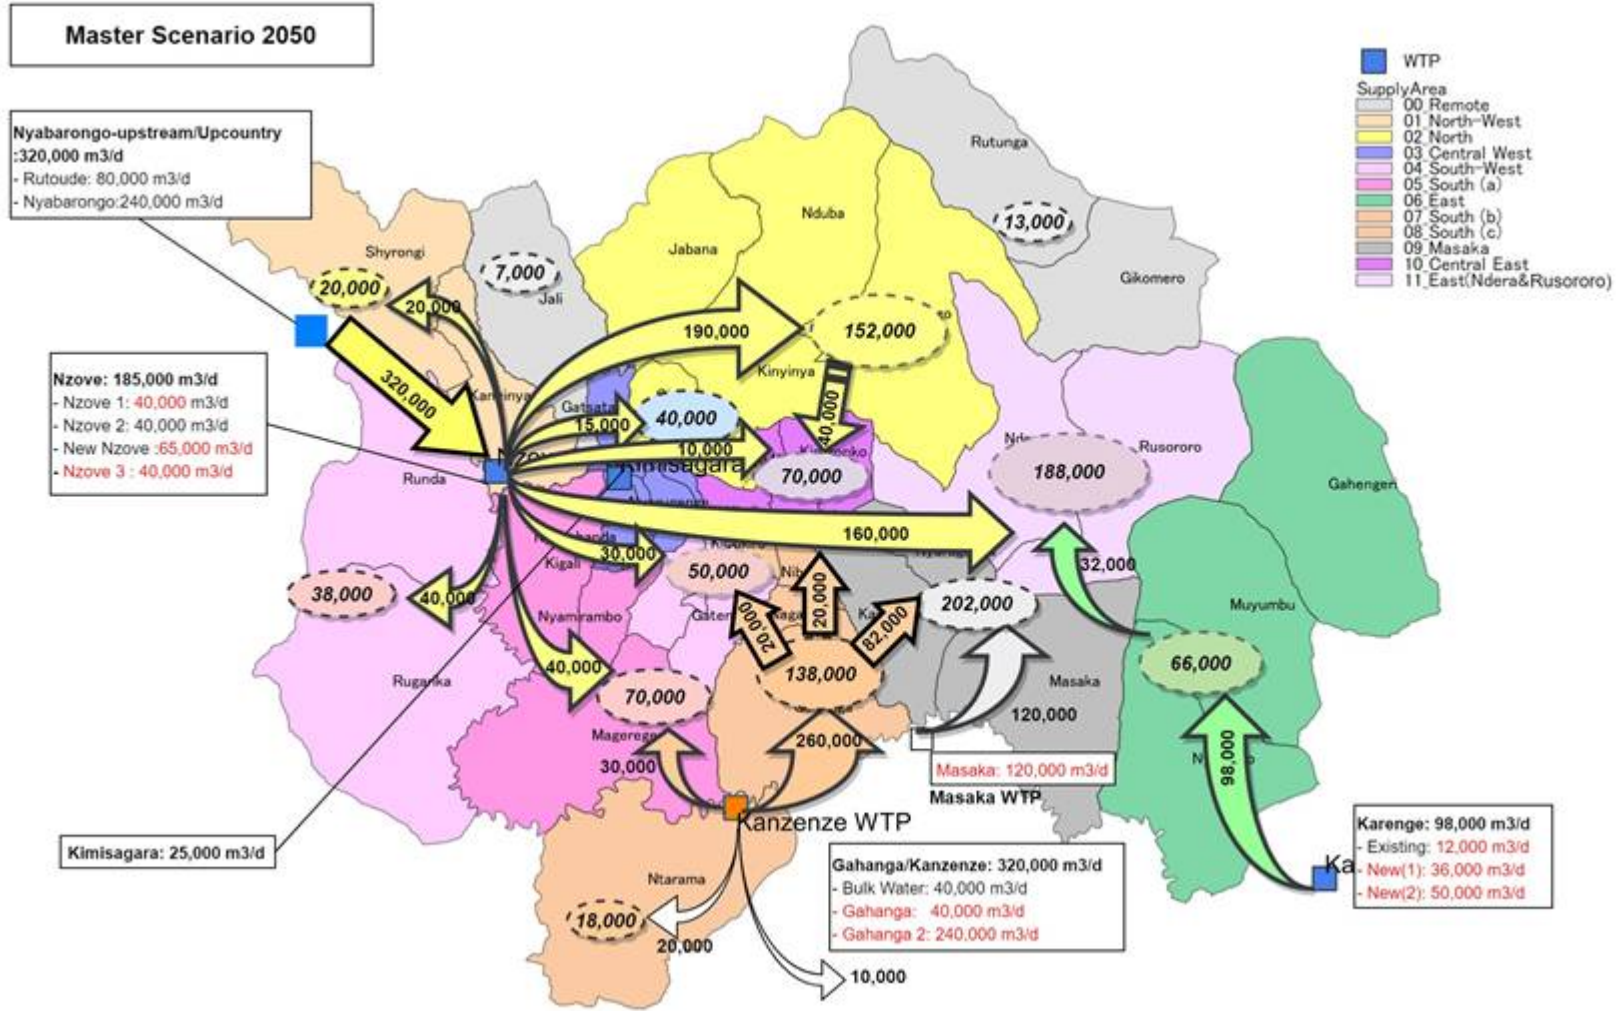 Master Scenario 2050
Nyabarongo-upstream/Upcountry
:320,000 m3/d
- Rutoude: 80,000 m3/d
- Nyabarongo:240,000 m3/d
WTP
SupplyArea
00_Remote
01_North-West
02_North
03_Central West
04_South-West
05_South (a)
06_East
07_South (b)
08_South (c)
09_Masaka
10_Central East
11_East(Ndera&Rusororo)
Rutunga
13,000
Nduba
Jabana
Gikomero
Shyrongi
20,000
7,000
Jali
20,000
190,000
152,000
Kinyinya
320,000
Nzove: 185,000 m3/d
- Nzove 1: 40,000 m3/d
- Nzove 2: 40,000 m3/d
- New Nzove :65,000 m3/d
- Nzove 3 : 40,000 m3/d
Gatsata
15,000
40,000
40,000
10,000
Kimisagara
70,000
188,000
Rusororo
Gahengeri
Runda
160,000
30,000
Kigali
50,000
32,000
38,000
40,000
Nyamirambo
20,000
20,000
82,000
202,000
Muyumbu
66,000
40,000
138,000
Ruganka
70,000
Masaka
120,000
Magerege
30,000
260,000
98,000
Masaka: 120,000 m3/d
Masaka WTP
Kanzenze WTP
Kimisagara: 25,000 m3/d
Gahanga/Kanzenze: 320,000 m3/d
- Bulk Water: 40,000 m3/d
- Gahanga: 40,000 m3/d
- Gahanga 2: 240,000 m3/d
Karenge: 98,000 m3/d
- Existing: 12,000 m3/d
- New(1): 36,000 m3/d
- New(2): 50,000 m3/d
Ka
Ntarama
18,000
20,000
10,000